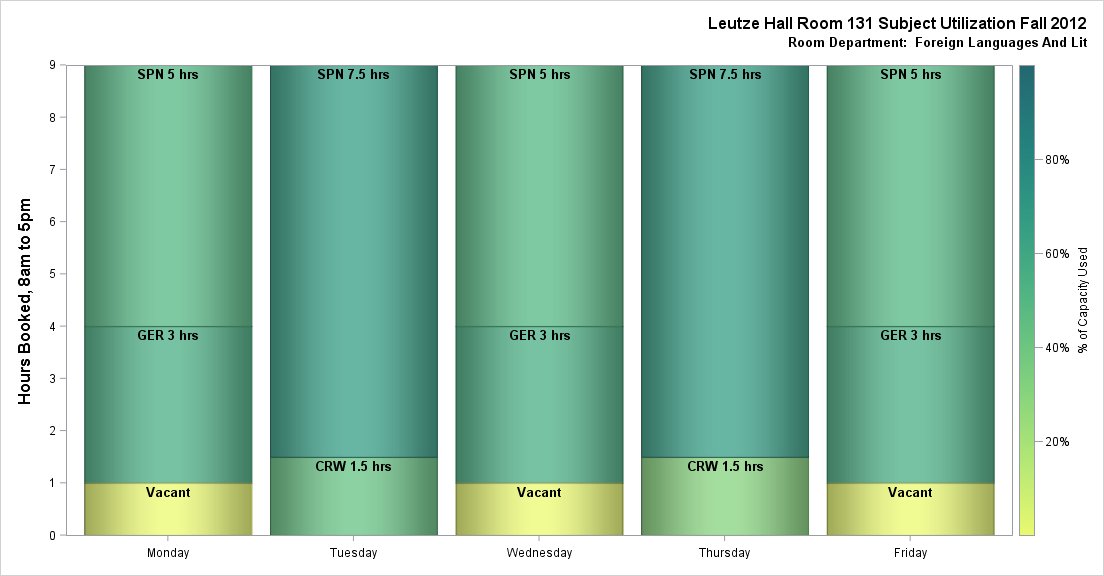 Leutze Hall Room 131 Subject Utilization Fall 2012
Room Department: Foreign Languages And Lit
Hours Booked, 8am to 5pm
9
8
7
6
5
4
3
2
1
0
SPN 5 hrs
GER 3 hrs
Vacant
SPN 7.5 hrs
CRW 1.5 hrs
SPN 5 hrs
GER 3 hrs
Vacant
SPN 7.5 hrs
CRW 1.5 hrs
SPN 5 hrs
GER 3 hrs
Vacant
Monday
Tuesday
Wednesday
Thursday
Friday
80%
60%
40%
20%
% of Capacity Used